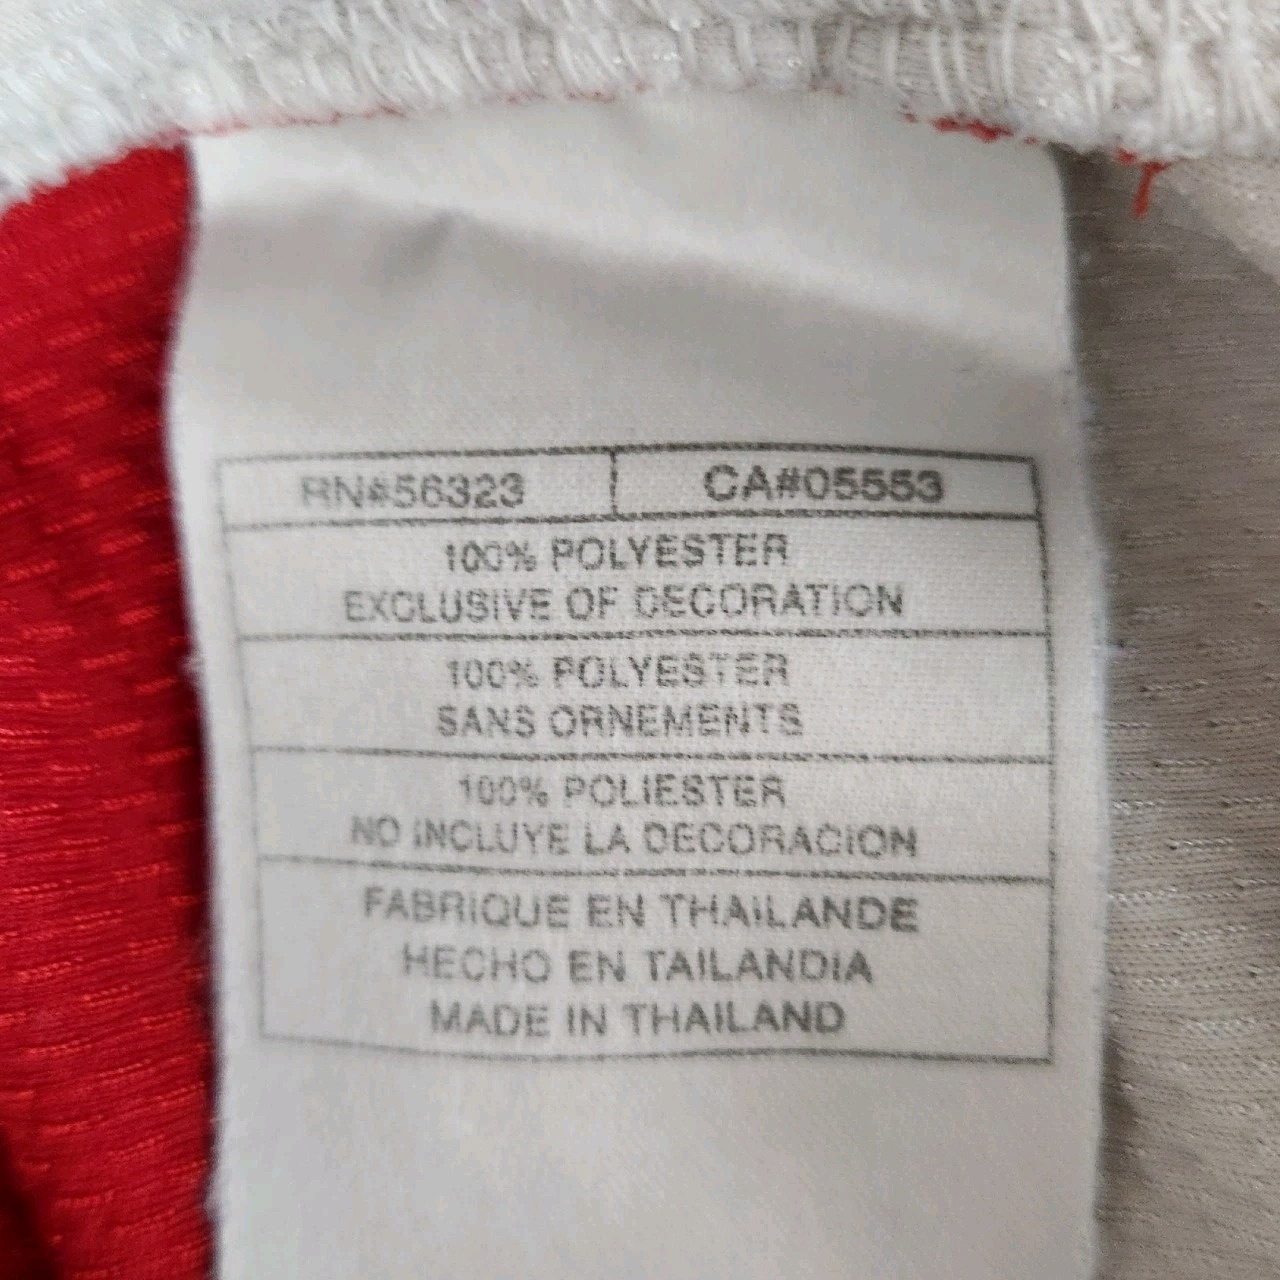 RN#56323 CA#05553
100% POLYESTER
EXCLUSIVE OF DECORATION
100% POLYESTER
SANS ORNEMENTS
100% POLIESTER
NO INCLUYE LA DECORACION
FABRIQUE EN THAILANDE
HECHO EN TAILANDIA
MADE IN THAILAND